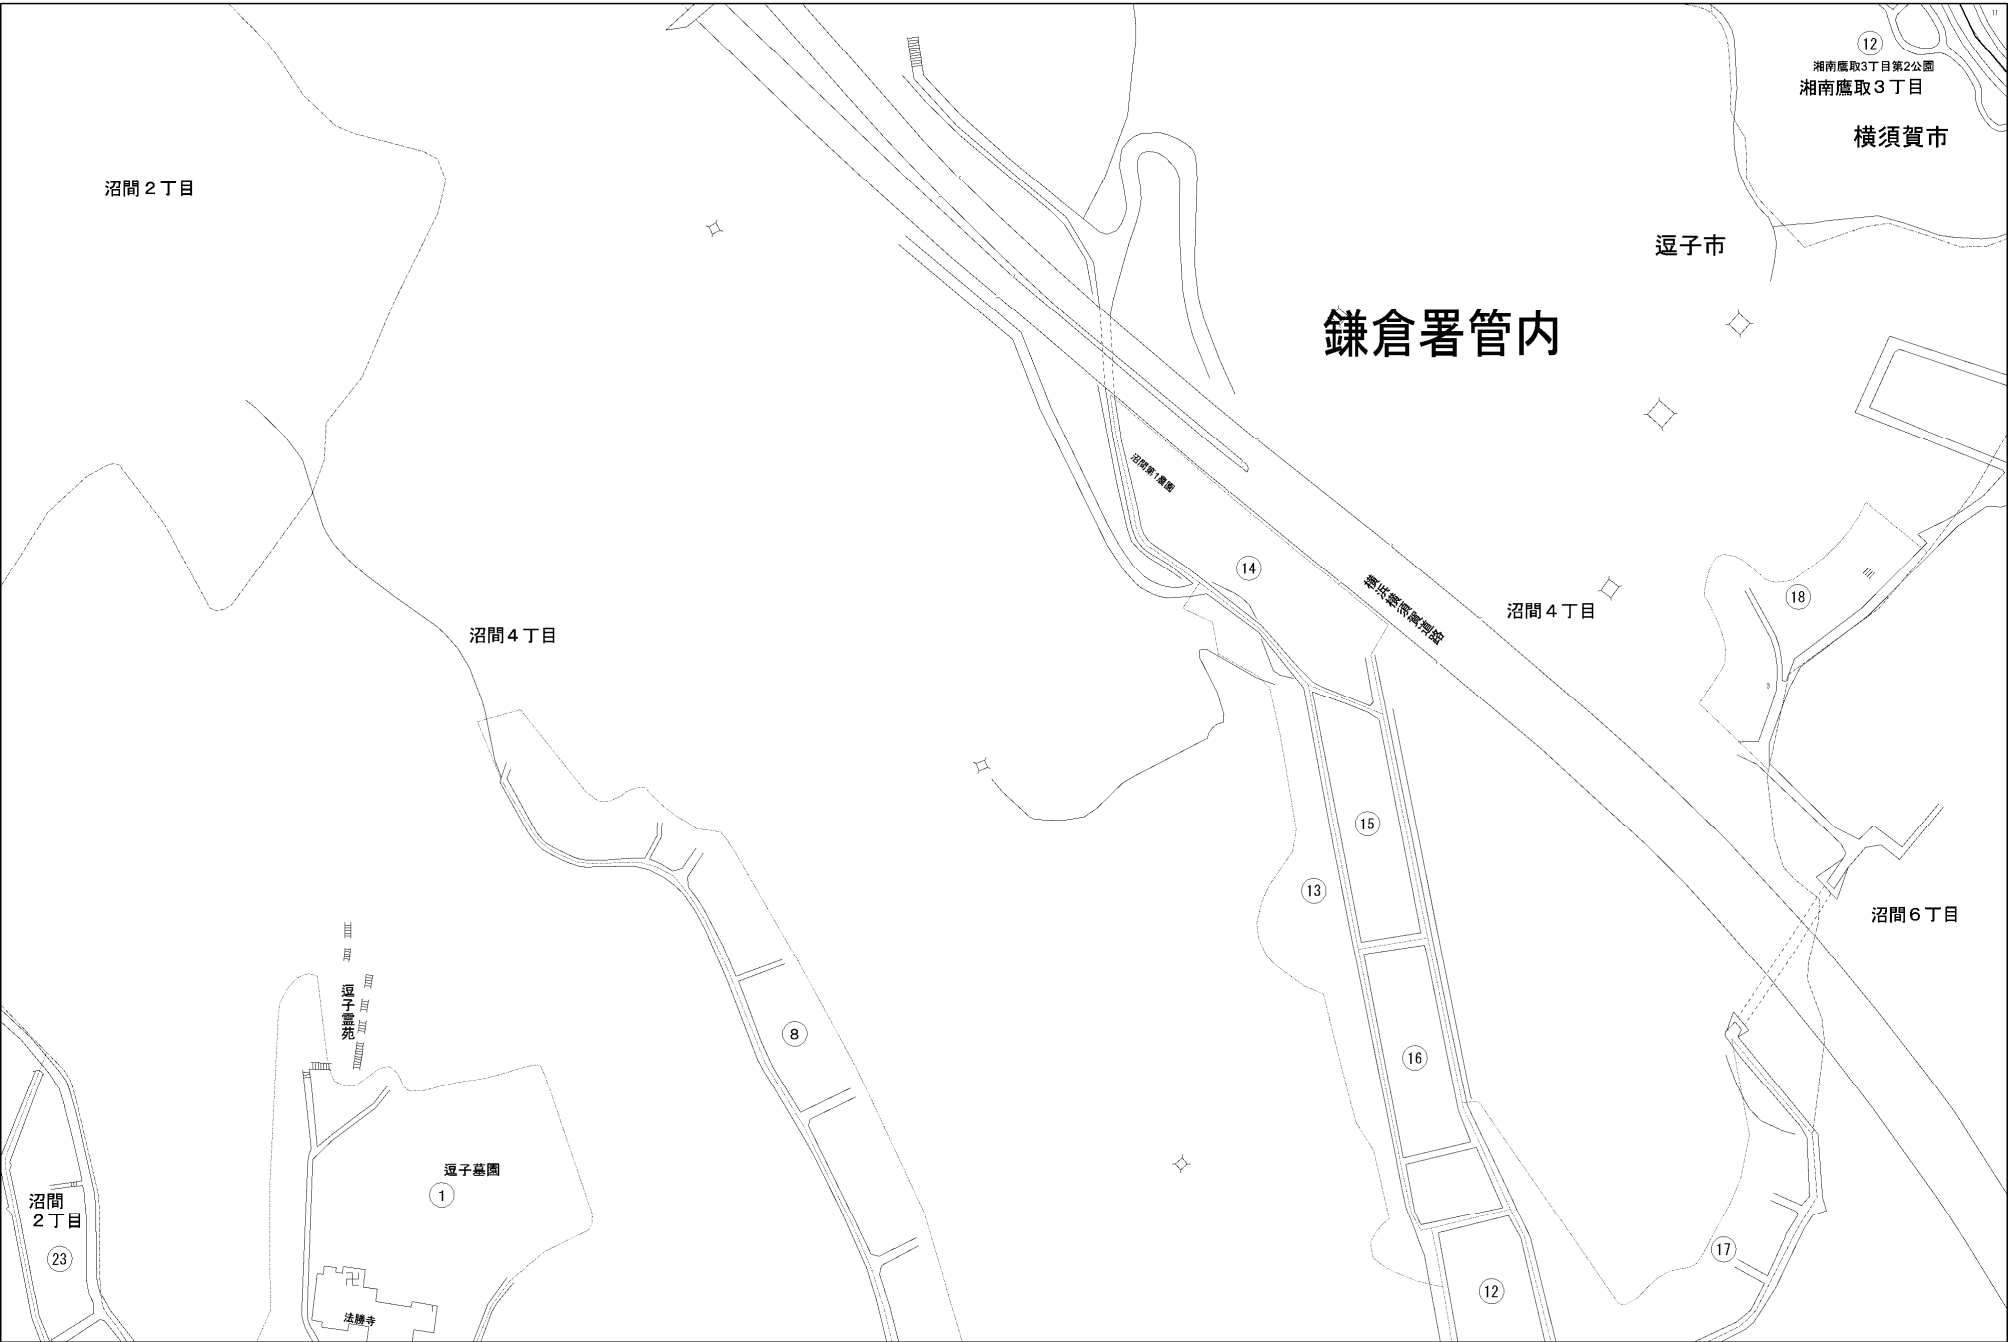 11
12
湘南鷹取3丁目第2公園
湘南鷹取３丁目
横須賀市
沼間２丁目
逗子市
鎌倉署管内
沼間第1農園
14
横浜横須賀道路
沼間４丁目
18
沼間４丁目
3
15
13
沼間６丁目
逗子霊苑
8
16
逗子墓園
1
沼間
２丁目
23
17
12
法勝寺